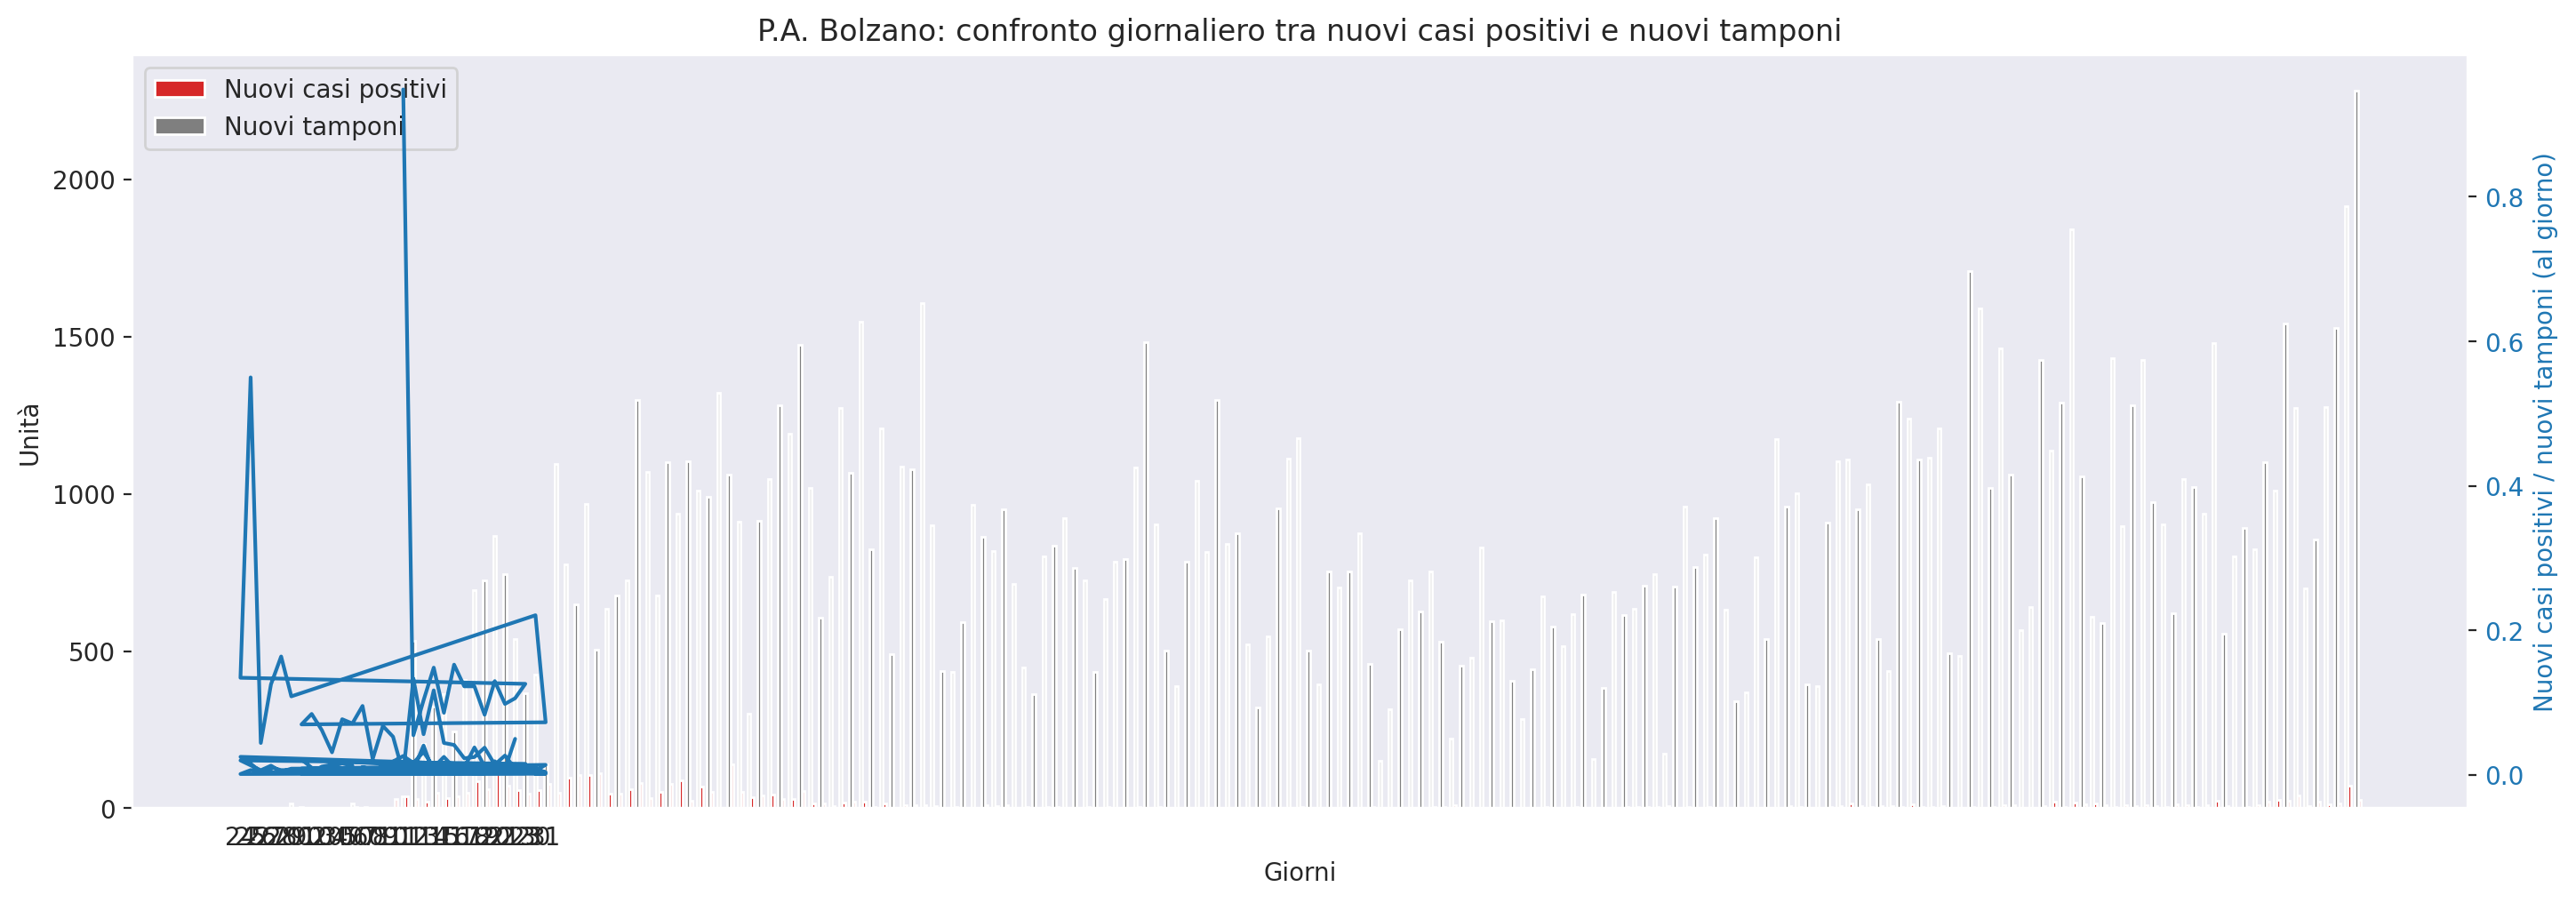 P.A. Bolzano: confronto giornaliero tra nuovi casi positivi e nuovi tamponi
Nuovi casi positivi
Nuovi tamponi
2000
1500
1000
500
0
Unità
0.8
0.6
0.4
0.2
0.0
Nuovi casi positivi / nuovi tamponi (al giorno)
Giorni